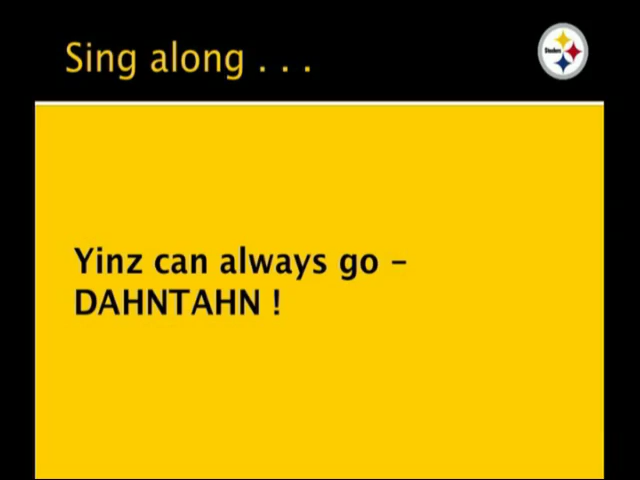 Sing along . . .
Steelers
Yinz can always go –
DAHNTAHN !